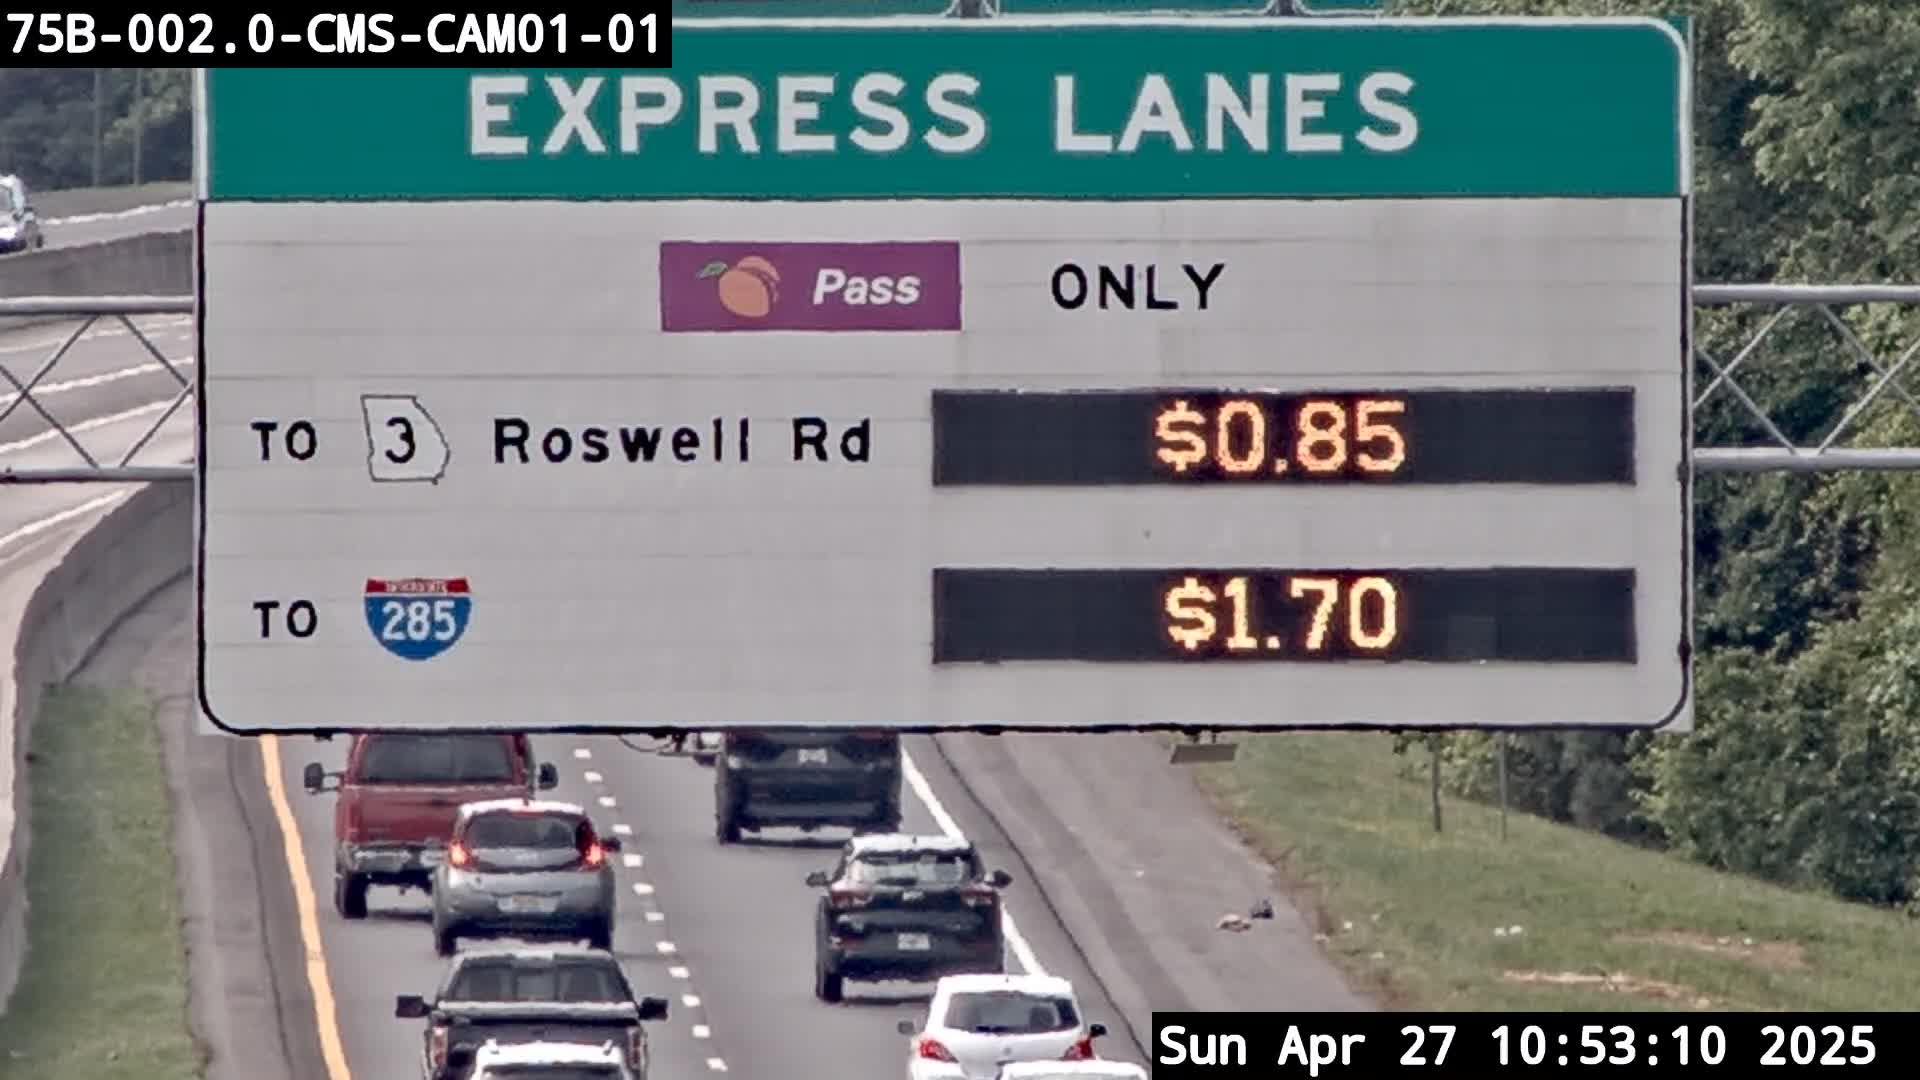 75B-002.0-CMS-CAM01-01
EXPRESS LANES
Pass ONLY
TO 3 Roswell Rd $0.85
TO 285 $1.70
Sun Apr 27 10:53:10 2025